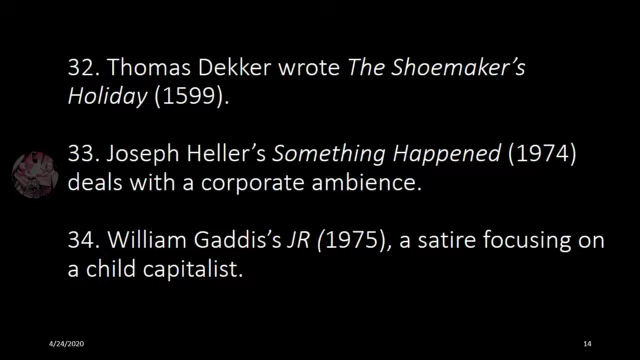 32. Thomas Dekker wrote The Shoemaker's
Holiday (1599).
33. Joseph Heller's Something Happened (1974)
deals with a corporate ambience.
34. William Gaddis's JR (1975), a satire focusing on
a child capitalist.
4/24/2020
14